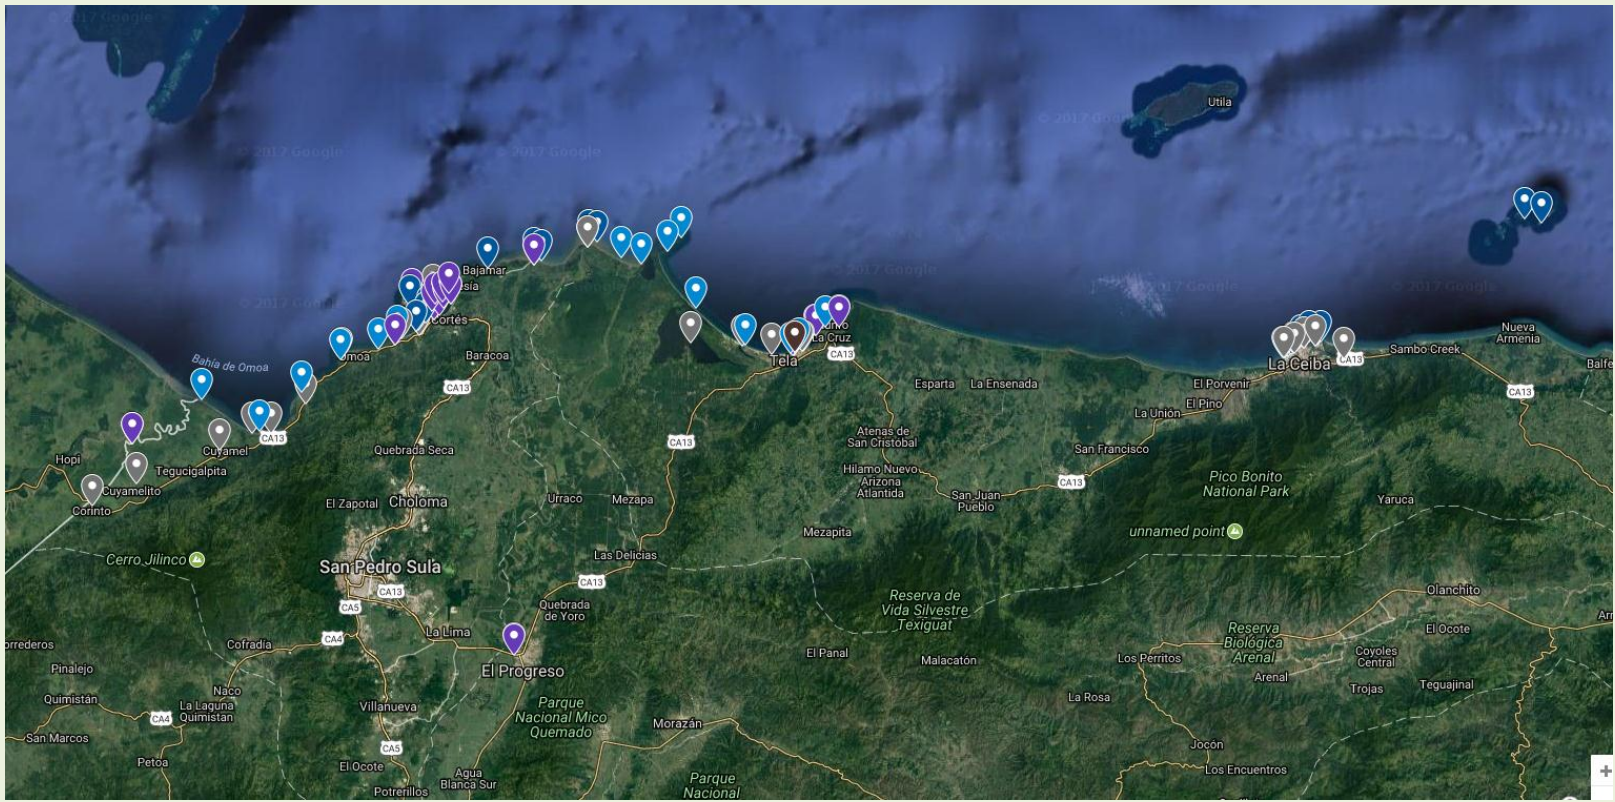 © 2017 Google
Utila
© 2017 Google
© 2017 Google
© 2017 Google
Bajamar
© 2017 Google
© 2017 Google
© 2017 Google
© 2017 Google
Cortés
Nueva
Armenia
La Cruz
CA13
Sambo Creek
Baracoa
Tela
La Ceiba
CA13
Bahía de Omoa
CA13
Esparta
La Ensenada
El Porvenir
CA13
El Pino
La Unión
CA13
CA13
Atenas de
San Cristóbal
Cuyamel
Quebrada Seca
San Francisco
Hopi
Tegucigalpita
Hilamo Nuevo
Arizona
Atlantida
Pico Bonito
National Park
CA13
Cuyamelito
Corinto
El Zapotal
Choloma
Urraco
Mezapa
San Juan
Pueblo
Yaruca
Mezapita
unnamed point
Cerro Jilinco
Las Delicias
San Pedro Sula
CA13
CA13
Olanchito
CA5
Quebrada
de Yoro
Reserva de
Vida Silvestre
Texiguat
La Lima
CA4
Cofradía
Reserva
Biológica
Arenal
El Ocote
El Panal
Malacatón
Los Perritos
Coyoles
Central
Pinalejo
El Progreso
Arenal
Naco
Quimistán
La Laguna
Quimistan
Villanueva
La Rosa
Trojas
Teguajinal
CA4
Parque
Nacional Mico
Quemado
Morazán
San Marcos
CA5
Jocón
Petoa
El Ocote
Agua
Blanca Sur
Los Encuentros
Potrerillos
Parque
Nacional
+